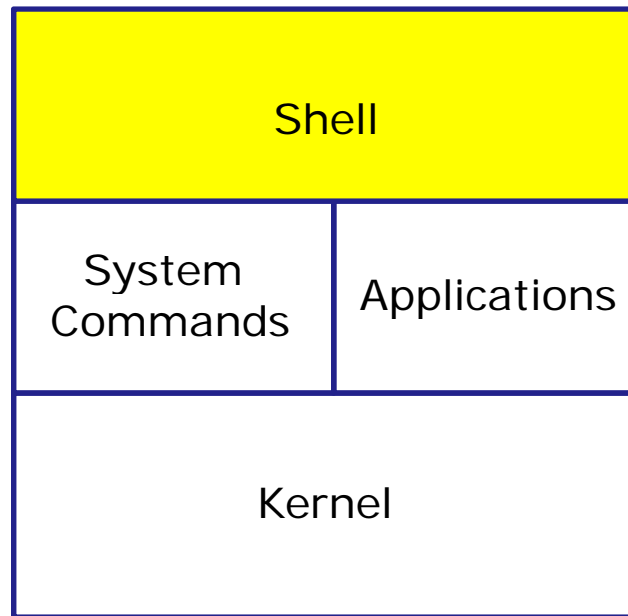 Shell
System
Commands
Applications
Kernel